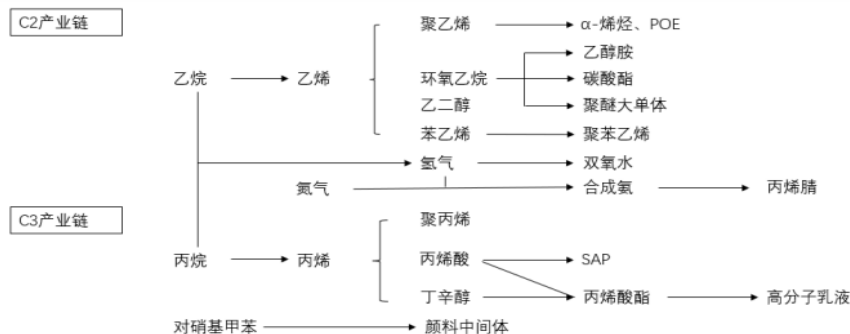 C2产业链
聚乙烯 α-烯烃、POE
乙醇胺
乙烷 乙烯 环氧乙烷 碳酸酯
乙二醇 聚醚大单体
苯乙烯 聚苯乙烯
氢气 双氧水
氮气 合成氨 丙烯腈
C3产业链 聚丙烯
丙烷 丙烯 丙烯酸 SAP
丁辛醇 丙烯酸酯 高分子乳液
对硝基甲苯 颜料中间体